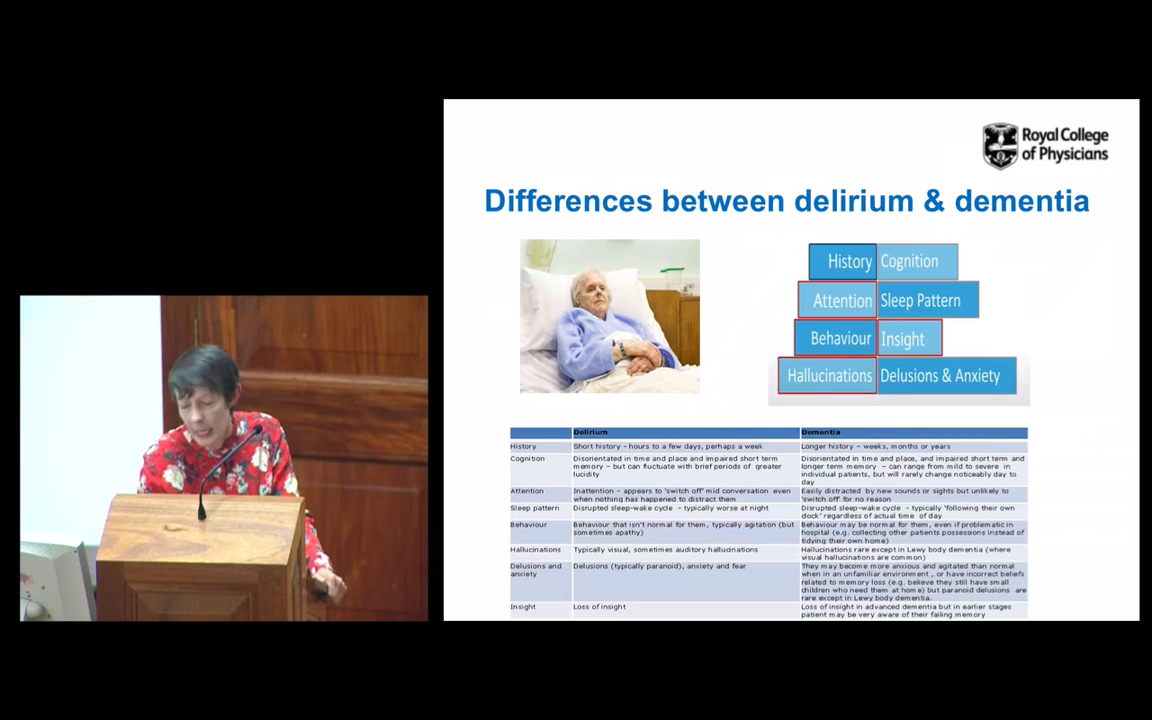 Royal College
of Physicians
Differences between delirium & dementia
History Cognition
Attention Sleep Pattern
Behaviour Insight
Hallucinations Delusions & Anxiety
Delirium Dementia
History Short history - hours to a few days, perhaps a week Longer history – weeks, months or years
Cognition Disorientated in time and place and impaired short term Disorientated in time and place, and impaired short term and
memory – but can fluctuate with brief periods of greater longer term memory – can range from mild to severe in
lucidity individual patients, but will rarely change noticeably day to
day
Attention Inattention – appears to 'switch off' mid conversation even Easily distracted by new sounds or sights but unlikely to
when nothing has happened to distract them 'switch off' for no reason
Sleep pattern Disrupted sleep-wake cycle – typically worse at night Disrupted sleep-wake cycle – typically 'following their own
clock' regardless of actual time of day
Behaviour Behaviour that isn't normal for them, typically agitation (but Behaviour may be normal for them, even if problematic in
sometimes apathy) hospital (e.g. collecting other patients possessions instead of
tidying their own home)
Hallucinations Typically visual, sometimes auditory hallucinations Hallucinations rare except in Lewy body dementia (where
visual hallucinations are common)
Delusions and Delusions (typically paranoid), anxiety and fear They may become more anxious and agitated than normal
anxiety when in an unfamiliar environment , or have incorrect beliefs
related to memory loss (e.g. believe they still have small
children who need them at home) but paranoid delusions are
rare except in Lewy body dementia.
Insight Loss of insight Loss of insight in advanced dementia but in earlier stages
patient may be very aware of their failing memory